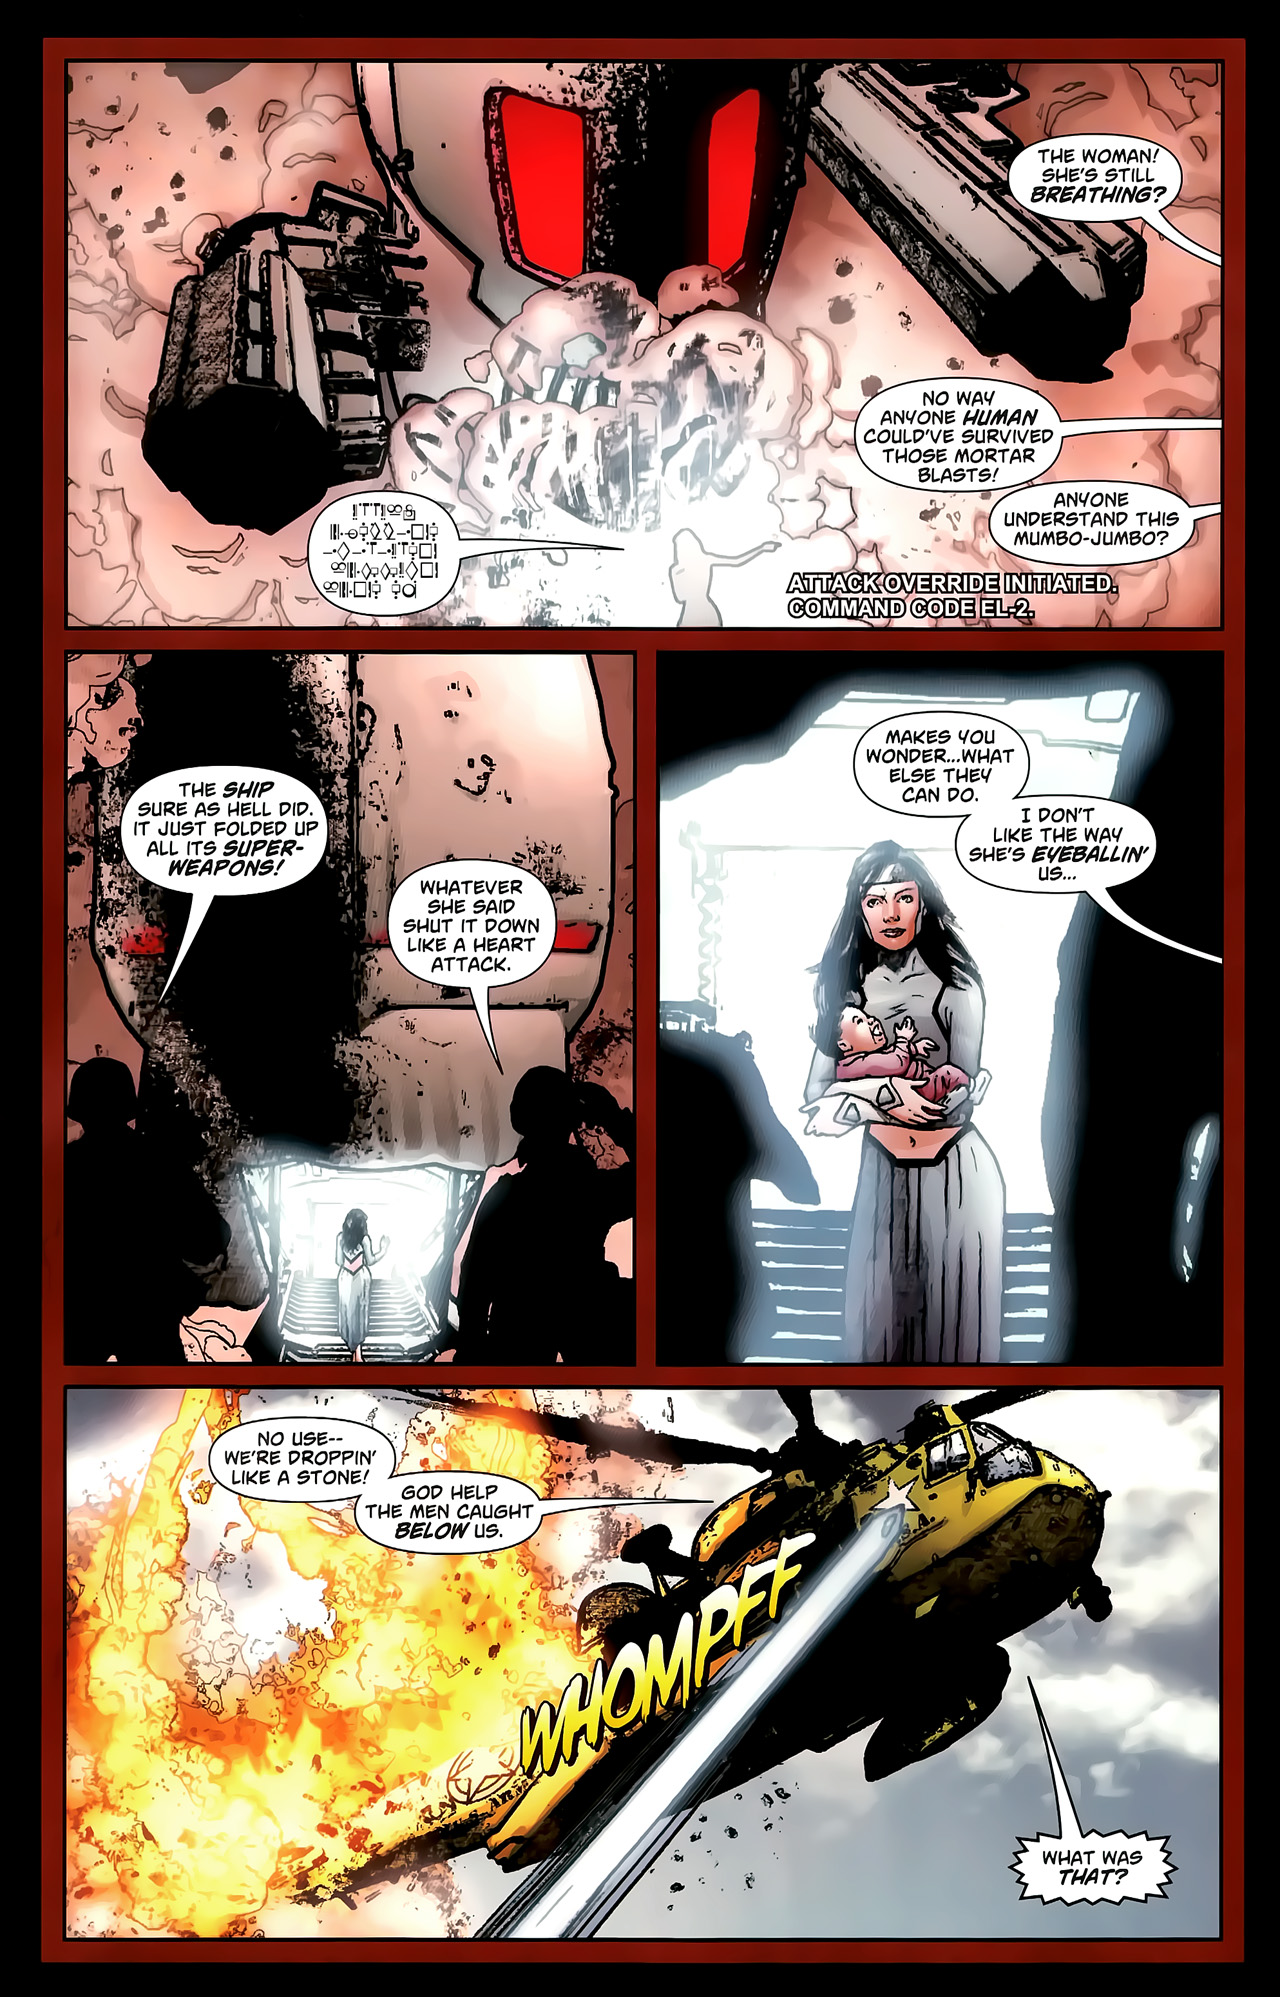 THE WOMAN!
SHE'S STILL
BREATHING?
NO WAY
ANYONE HUMAN
COULD'VE SURVIVED
THOSE MORTAR
BLASTS!
ANYONE
UNDERSTAND THIS
MUMBO-JUMBO?
ATTACK OVERRIDE INITIATED.
COMMAND CODE EL-2.
THE SHIP
SURE AS HELL DID.
IT JUST FOLDED UP
ALL ITS SUPER-
WEAPONS!
WHATEVER
SHE SAID
SHUT IT DOWN
LIKE A HEART
ATTACK.
MAKES YOU
WONDER...WHAT
ELSE THEY
CAN DO.
I DON'T
LIKE THE WAY
SHE'S EYEBALLIN'
US...
NO USE--
WE'RE DROPPIN'
LIKE A STONE!
GOD HELP
THE MEN CAUGHT
BELOW US.
WHOMPFF
WHAT WAS
THAT?